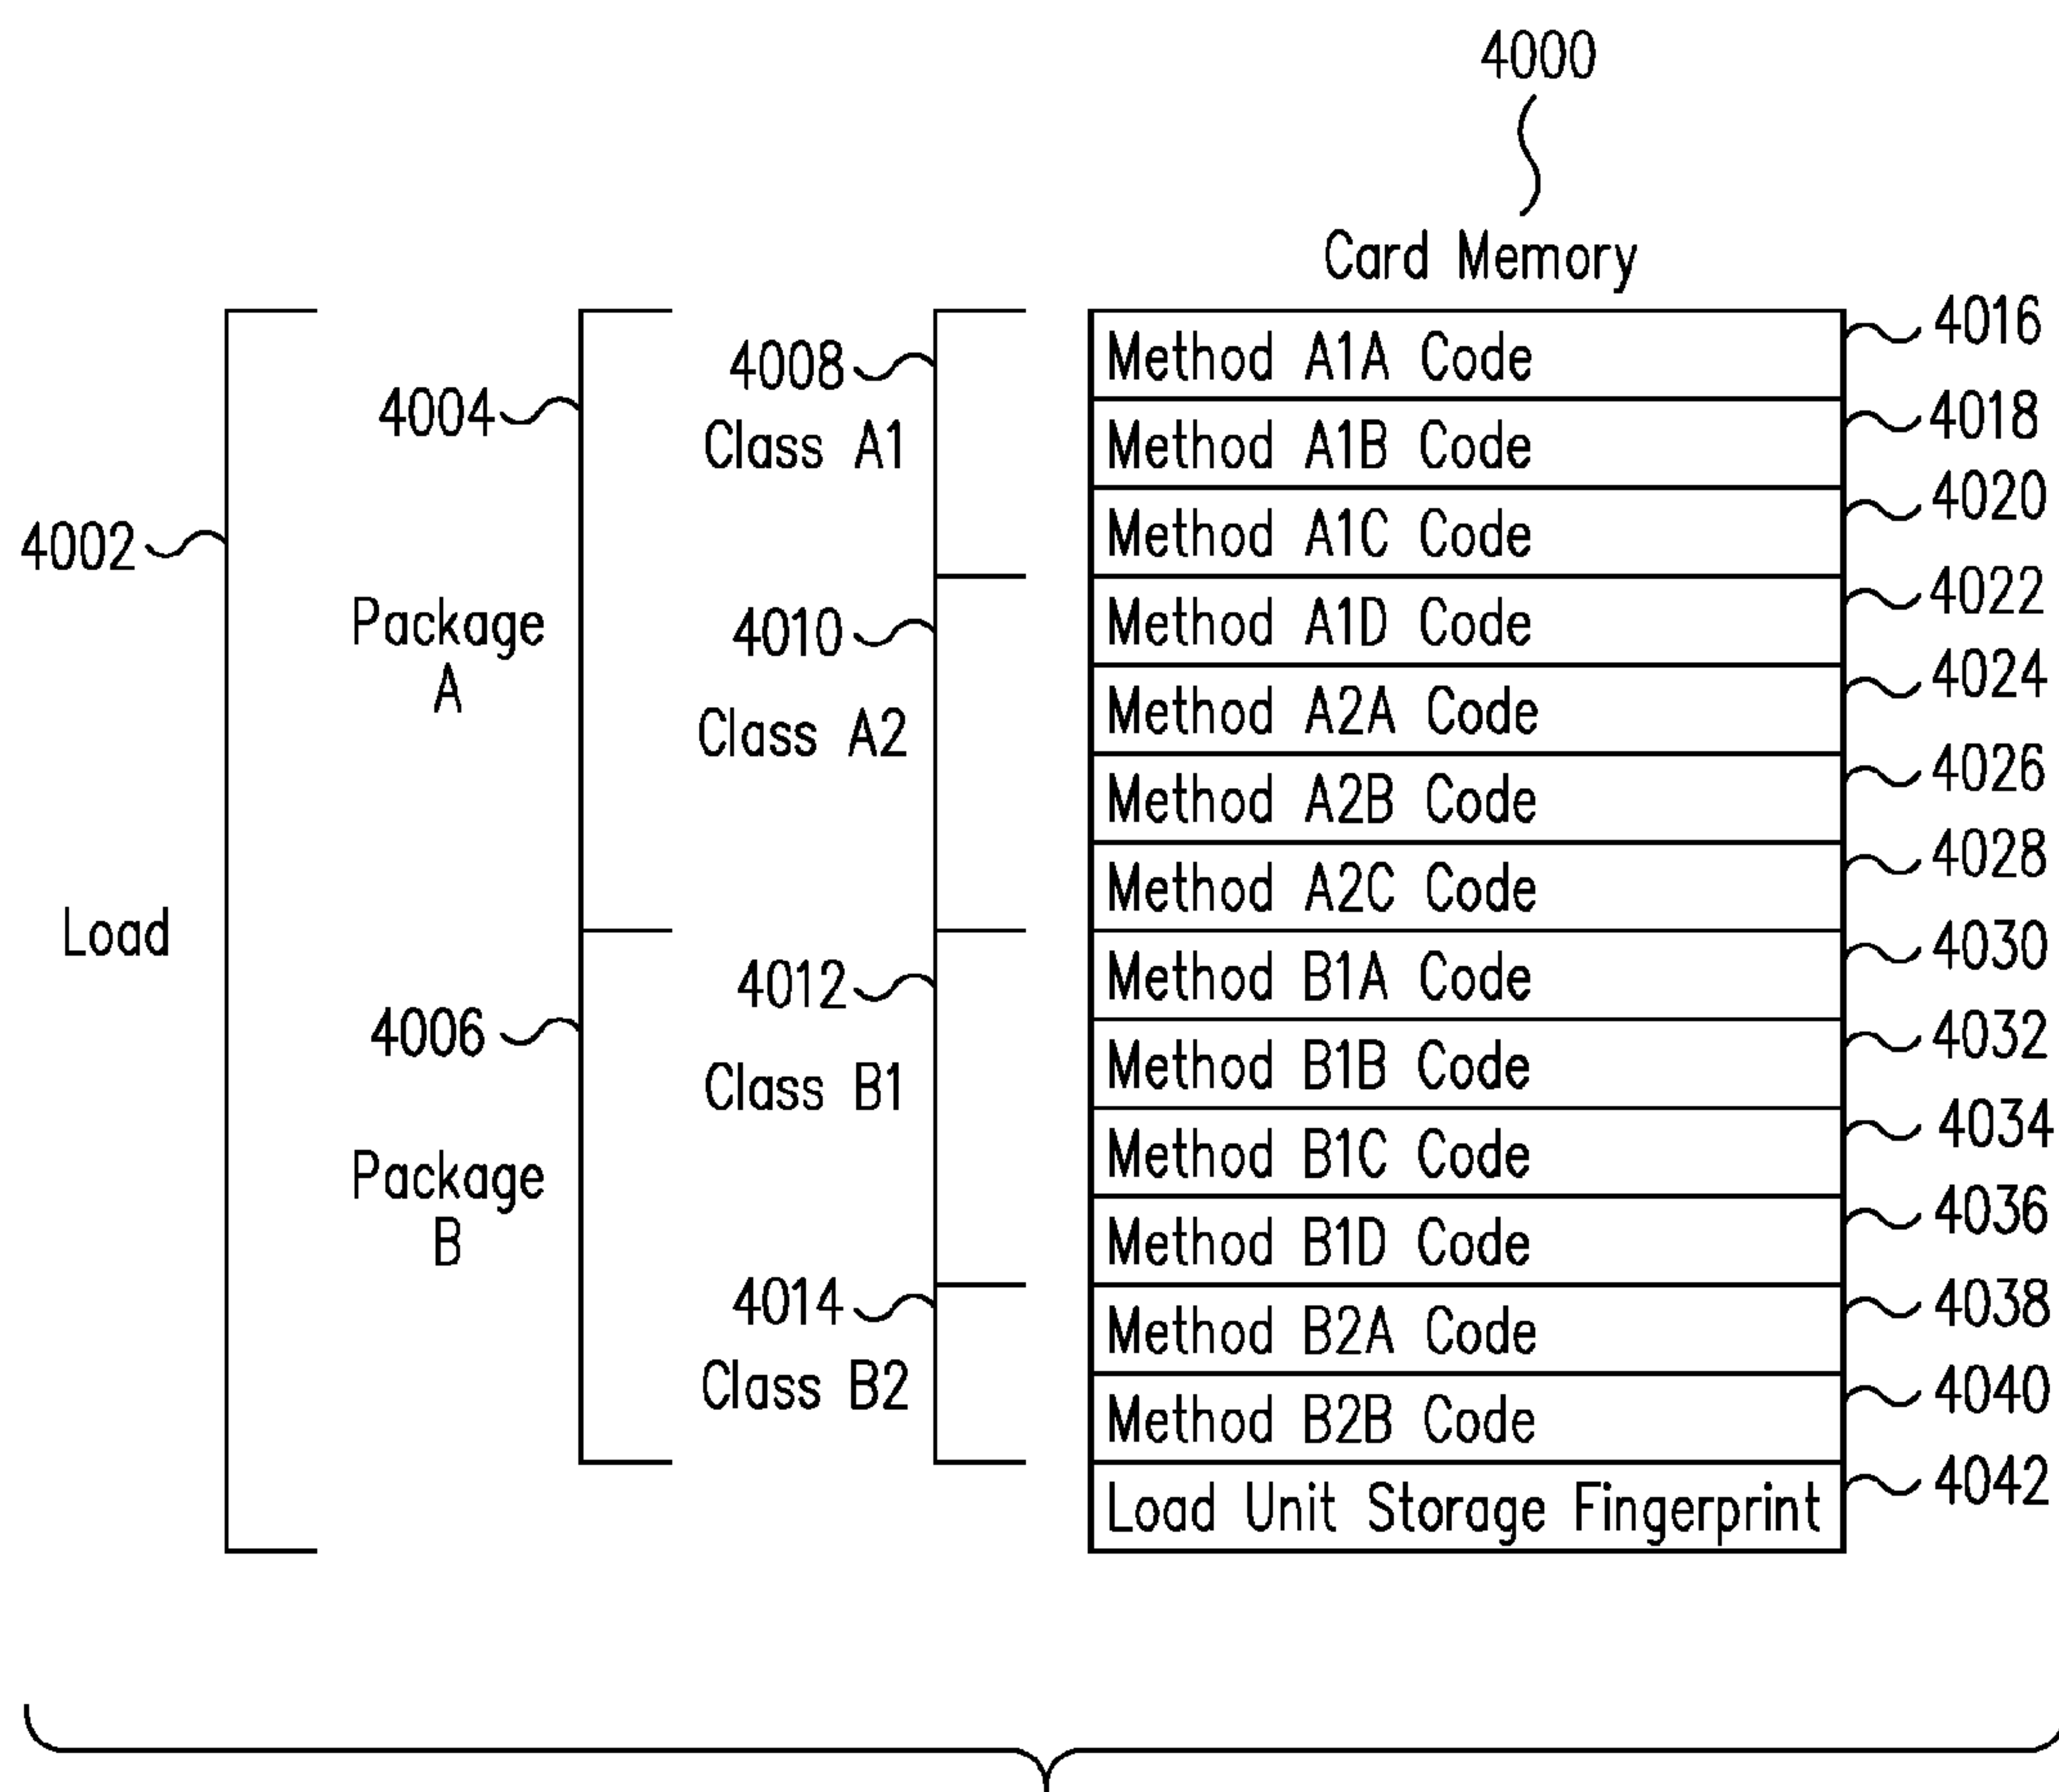 4000
Card Memory
4002
Load
4004
Package
A
4006
Package
B
4008
Class A1
4010
Class A2
4012
Class B1
4014
Class B2
Method A1A Code 4016
Method A1B Code 4018
Method A1C Code 4020
Method A1D Code 4022
Method A2A Code 4024
Method A2B Code 4026
Method A2C Code 4028
Method B1A Code 4030
Method B1B Code 4032
Method B1C Code 4034
Method B1D Code 4036
Method B2A Code 4038
Method B2B Code 4040
Load Unit Storage Fingerprint 4042